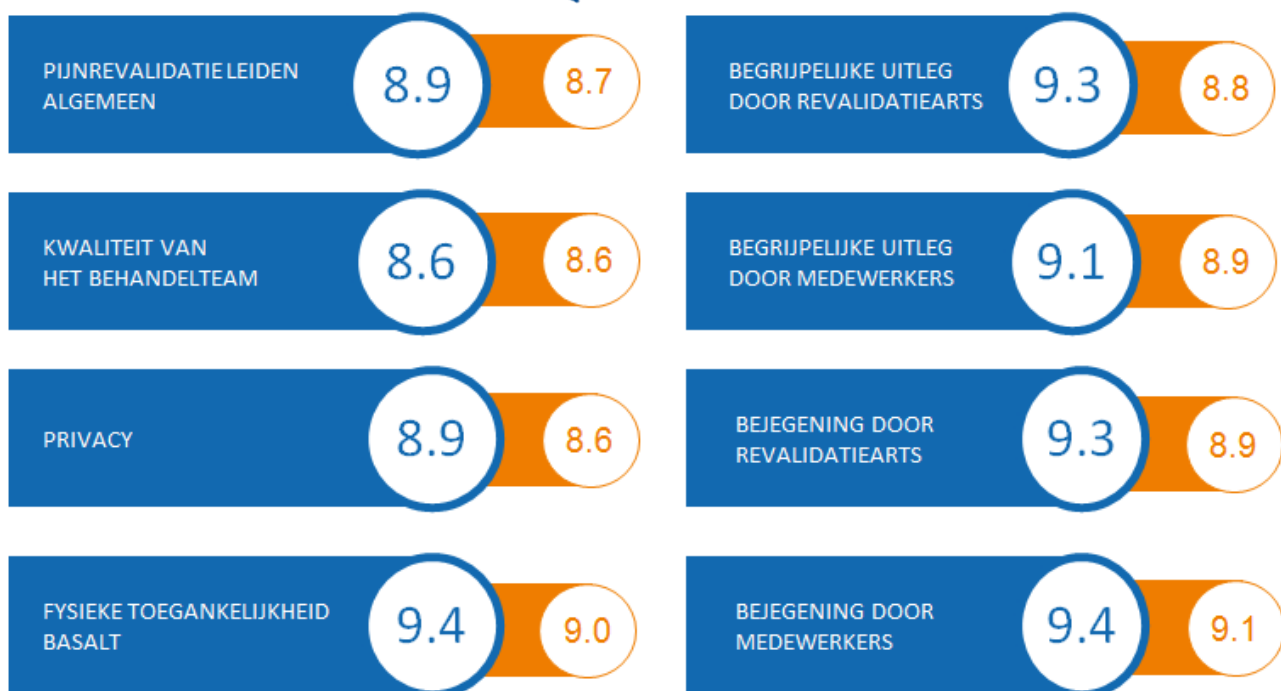 PIJNREVALIDATIE LEIDEN
ALGEMEEN
8.9
8.7
BEGRIJPELIJKE UITLEG
DOOR REVALIDATIEARTS
9.3
8.8
KWALITEIT VAN
HET BEHANDELTEAM
8.6
8.6
BEGRIJPELIJKE UITLEG
DOOR MEDEWERKERS
9.1
8.9
PRIVACY
8.9
8.6
BEJEGENING DOOR
REVALIDATIEARTS
9.3
8.9
FYSIEKE TOEGANKELIJKHEID
BASALT
9.4
9.0
BEJEGENING DOOR
MEDEWERKERS
9.4
9.1